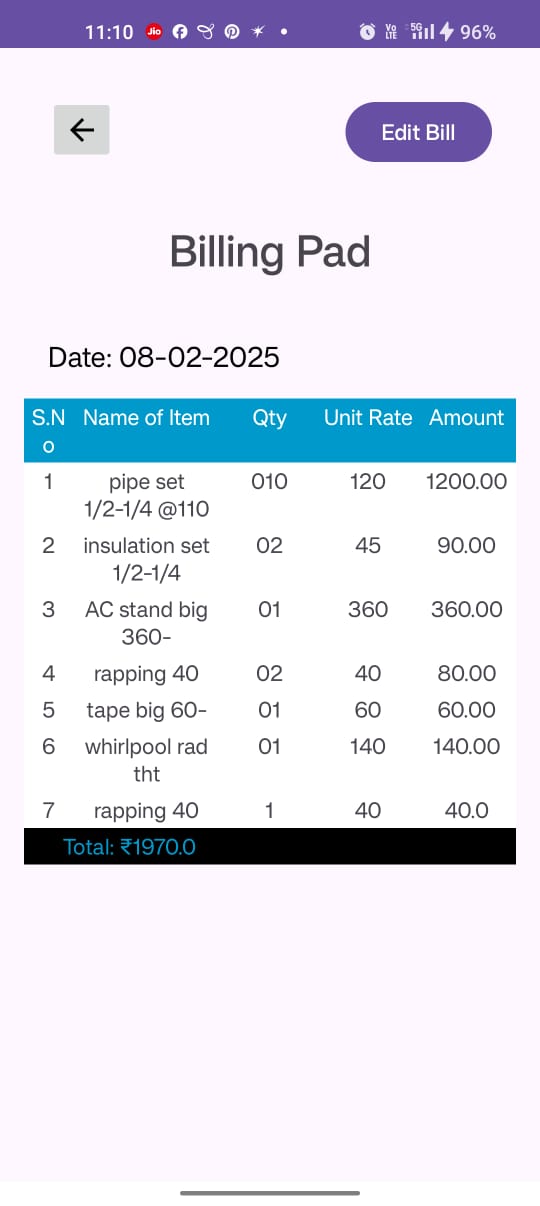 11:10 Jio Vo LTE 5G 96%
Edit Bill
Billing Pad
Date: 08-02-2025
S.N Name of Item Qty Unit Rate Amount
o
1 pipe set 010 120 1200.00
1/2-1/4 @110
2 insulation set 02 45 90.00
1/2-1/4
3 AC stand big 01 360 360.00
360-
4 rapping 40 02 40 80.00
5 tape big 60- 01 60 60.00
6 whirlpool rad 01 140 140.00
tht
7 rapping 40 1 40 40.0
Total: ₹1970.0